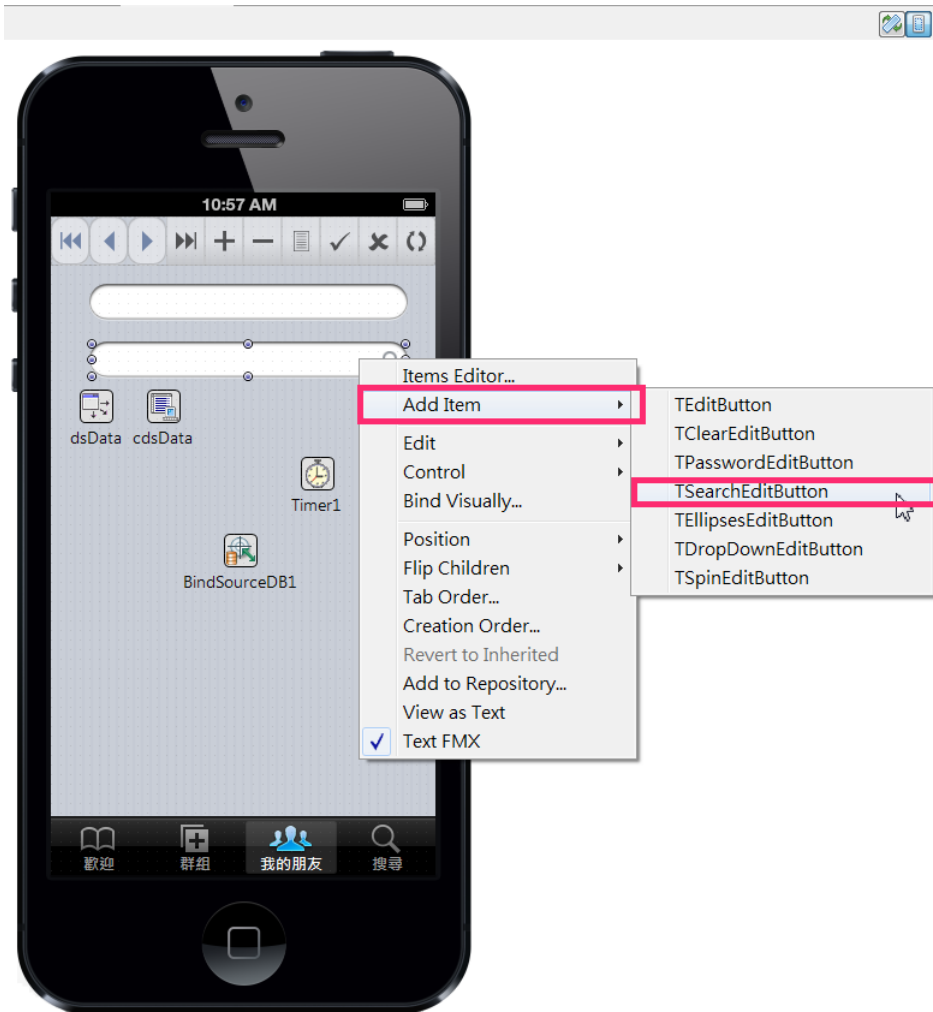 10:57 AM
dsData
cdsData
Timer1
BindSourceDB1
Items Editor...
Add Item
Edit
Control
Bind Visually...
Position
Flip Children
Tab Order...
Creation Order...
Revert to Inherited
Add to Repository...
View as Text
Text FMX
TEditButton
TClearEditButton
TPasswordEditButton
TSearchEditButton
TEllipsesEditButton
TDropDownEditButton
TSpinEditButton
歡迎
群組
我的朋友
搜尋